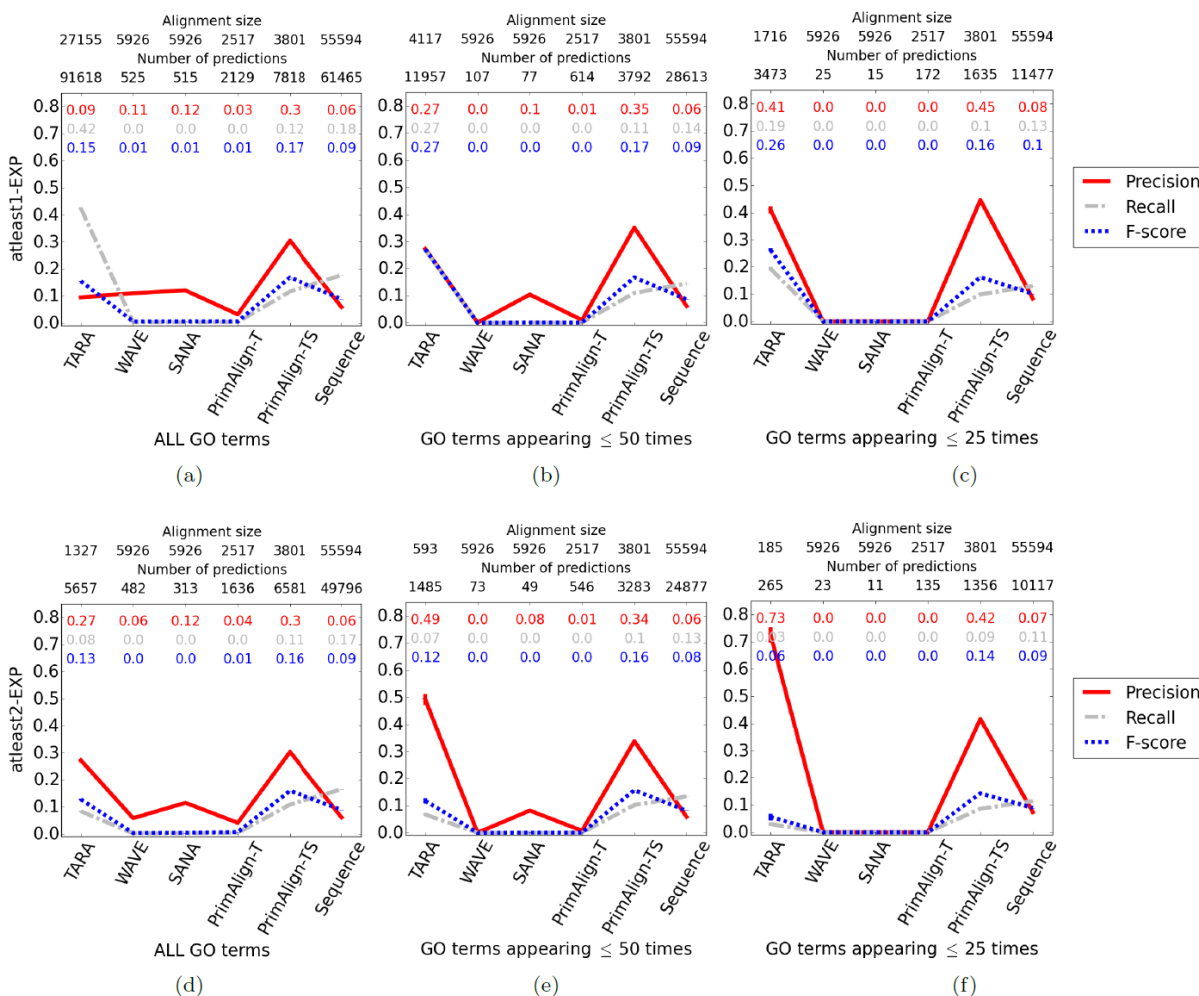 Alignment size
27155 5926 5926 2517 3801 55594
Number of predictions
91618 525 515 2129 7818 61465
0.8 0.09 0.11 0.12 0.03 0.3 0.06
0.7 0.42 0.0 0.0 0.0 0.12 0.18
0.6 0.15 0.01 0.01 0.01 0.17 0.09
0.5
0.4
0.3
0.2
0.1
0.0
atleast1-EXP
TARA WAVE SANA PrimAlign-T PrimAlign-TS Sequence
ALL GO terms
(a)
Alignment size
4117 5926 5926 2517 3801 55594
Number of predictions
11957 107 77 614 3792 28613
0.8 0.27 0.0 0.1 0.01 0.35 0.06
0.7 0.27 0.0 0.0 0.0 0.11 0.14
0.6 0.27 0.0 0.0 0.0 0.17 0.09
0.5
0.4
0.3
0.2
0.1
0.0
TARA WAVE SANA PrimAlign-T PrimAlign-TS Sequence
GO terms appearing ≤ 50 times
(b)
Alignment size
1716 5926 5926 2517 3801 55594
Number of predictions
3473 25 15 172 1635 11477
0.8 0.41 0.0 0.0 0.0 0.45 0.08
0.7 0.19 0.0 0.0 0.0 0.1 0.13
0.6 0.26 0.0 0.0 0.0 0.16 0.1
0.5
0.4
0.3
0.2
0.1
0.0
TARA WAVE SANA PrimAlign-T PrimAlign-TS Sequence
GO terms appearing ≤ 25 times
(c)
Precision
Recall
F-score
Alignment size
1327 5926 5926 2517 3801 55594
Number of predictions
5657 482 313 1636 6581 49796
0.8 0.27 0.06 0.12 0.04 0.3 0.06
0.7 0.08 0.0 0.0 0.0 0.11 0.17
0.6 0.13 0.0 0.0 0.01 0.16 0.09
0.5
0.4
0.3
0.2
0.1
0.0
atleast2-EXP
TARA WAVE SANA PrimAlign-T PrimAlign-TS Sequence
ALL GO terms
(d)
Alignment size
593 5926 5926 2517 3801 55594
Number of predictions
1485 73 49 546 3283 24877
0.8 0.49 0.0 0.08 0.01 0.34 0.06
0.7 0.07 0.0 0.0 0.0 0.1 0.13
0.6 0.12 0.0 0.0 0.0 0.16 0.08
0.5
0.4
0.3
0.2
0.1
0.0
TARA WAVE SANA PrimAlign-T PrimAlign-TS Sequence
GO terms appearing ≤ 50 times
(e)
Alignment size
185 5926 5926 2517 3801 55594
Number of predictions
265 23 11 135 1356 10117
0.8 0.73 0.0 0.0 0.0 0.42 0.07
0.7 0.03 0.0 0.0 0.0 0.09 0.11
0.6 0.06 0.0 0.0 0.0 0.14 0.09
0.5
0.4
0.3
0.2
0.1
0.0
TARA WAVE SANA PrimAlign-T PrimAlign-TS Sequence
GO terms appearing ≤ 25 times
(f)
Precision
Recall
F-score